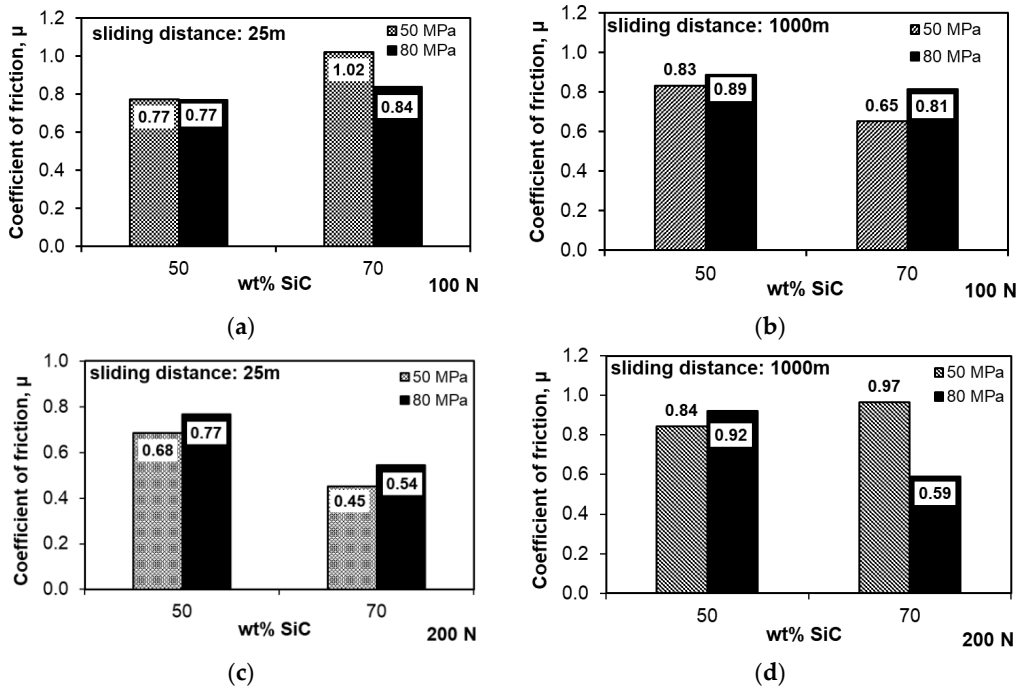 sliding distance: 25m
50 MPa
80 MPa
Coefficient of friction, µ
1.2
1.0
0.8
0.6
0.4
0.2
0.0
0.77
0.77
1.02
0.84
50
70
wt% SiC
100 N
(a)
sliding distance: 1000m
50 MPa
80 MPa
Coefficient of friction, µ
1.2
1.0
0.8
0.6
0.4
0.2
0.0
0.83
0.89
0.65
0.81
50
70
wt% SiC
100 N
(b)
sliding distance: 25m
50 MPa
80 MPa
Coefficient of friction, µ
1.0
0.8
0.6
0.4
0.2
0.0
0.68
0.77
0.45
0.54
50
70
wt% SiC
200 N
(c)
sliding distance: 1000m
50 MPa
80 MPa
Coefficient of friction, µ
1.2
1.0
0.8
0.6
0.4
0.2
0.0
0.84
0.92
0.97
0.59
50
70
wt% SiC
200 N
(d)